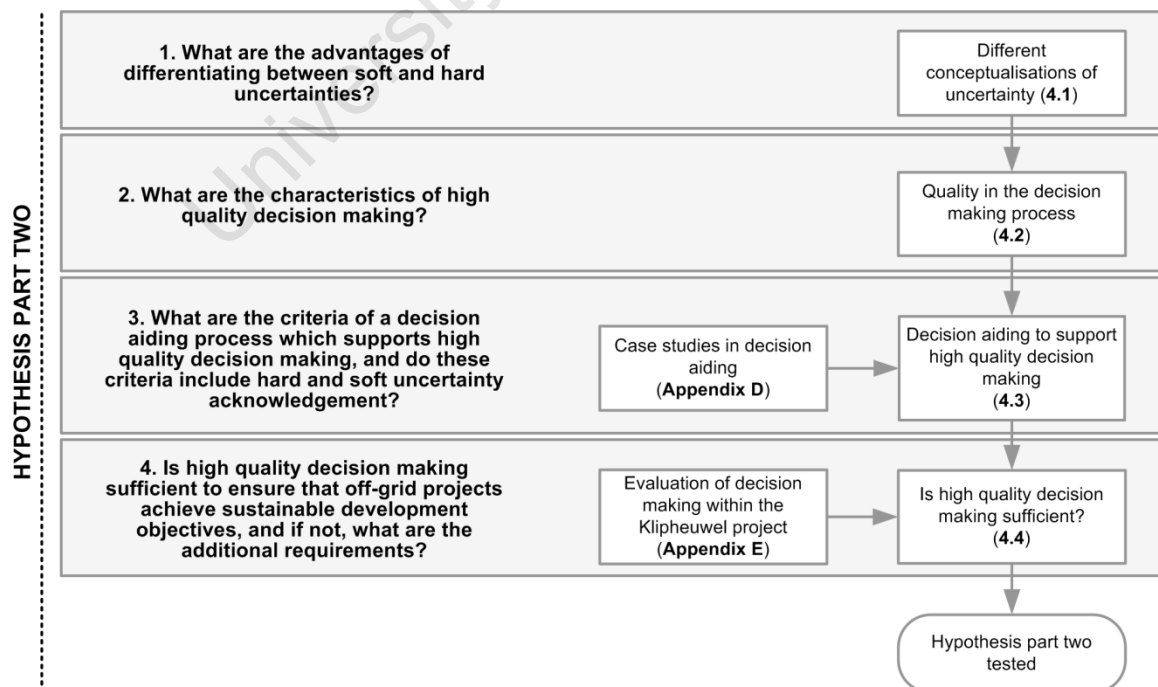 HYPOTHESIS PART TWO
1. What are the advantages of
differentiating between soft and hard
uncertainties?
Different
conceptualisations of
uncertainty (4.1)
2. What are the characteristics of high
quality decision making?
Quality in the decision
making process
(4.2)
3. What are the criteria of a decision
aiding process which supports high
quality decision making, and do these
criteria include hard and soft uncertainty
acknowledgement?
Case studies in decision
aiding
(Appendix D)
Decision aiding to support
high quality decision
making
(4.3)
4. Is high quality decision making
sufficient to ensure that off-grid projects
achieve sustainable development
objectives, and if not, what are the
additional requirements?
Evaluation of decision
making within the
Klipheuwel project
(Appendix E)
Is high quality decision
making sufficient?
(4.4)
Hypothesis part two
tested
University